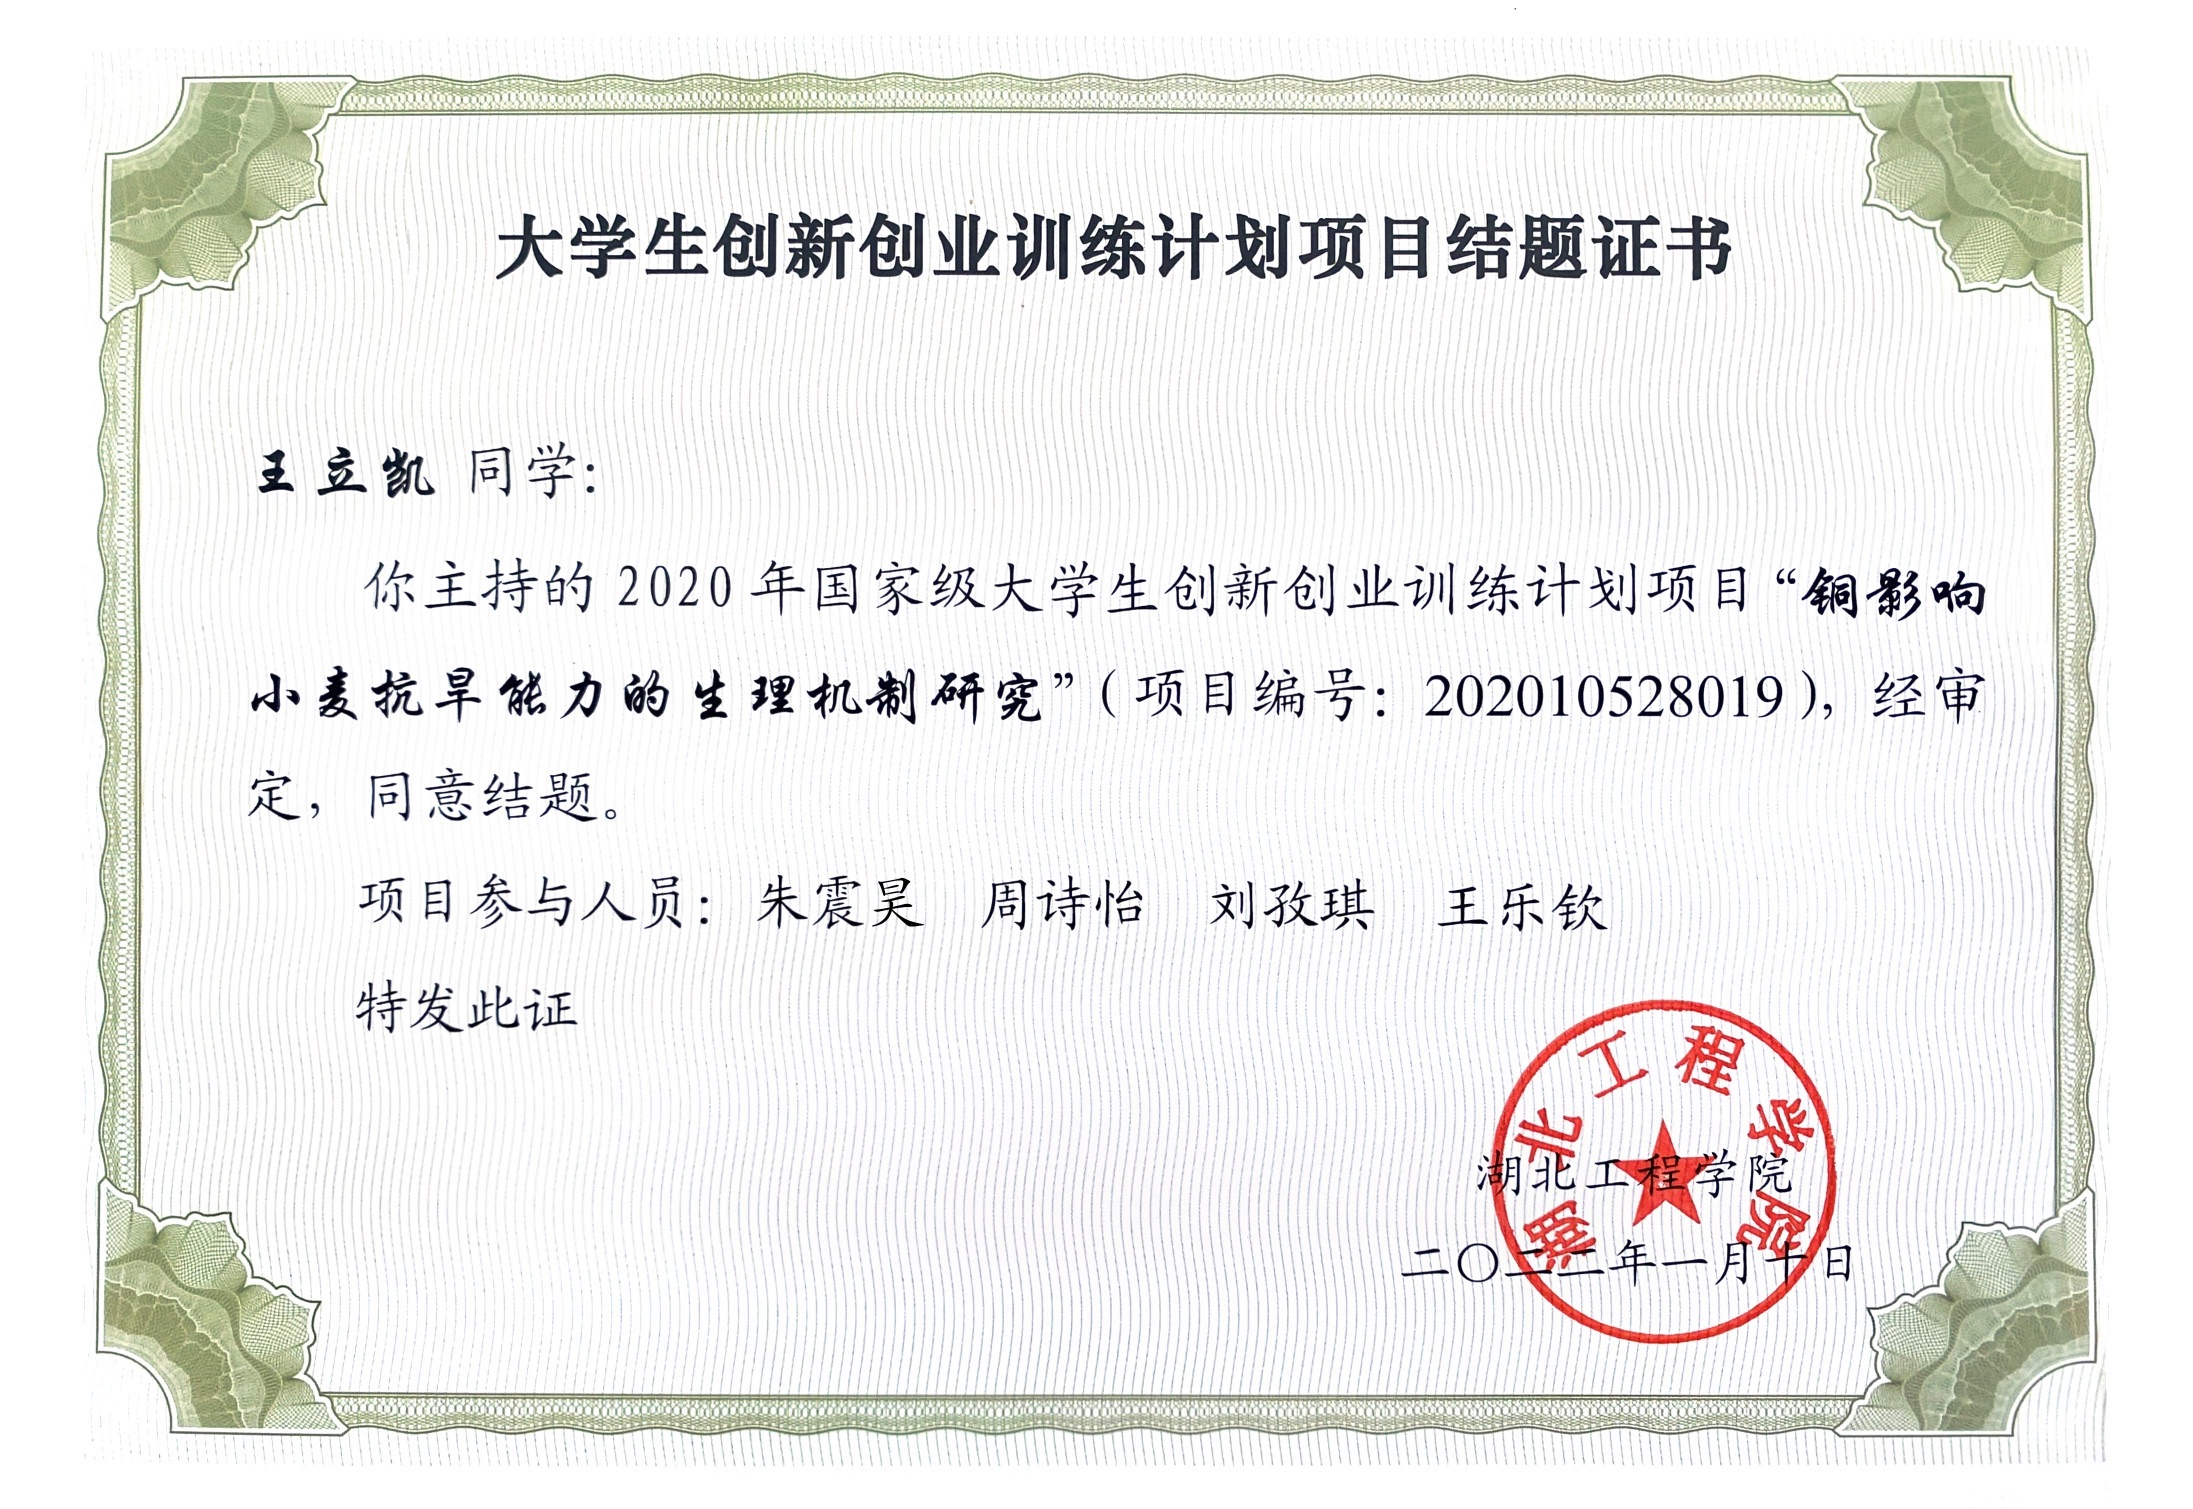 大学生创新创业训练计划项目结题证书
王立凯 同学:
你主持的 2020 年国家级大学生创新创业训练计划项目“铜影响
小麦抗旱能力的生理机制研究”（项目编号：202010528019），经审
定，同意结题。
项目参与人员：朱震昊 周诗怡 刘孜琪 王乐钦
特发此证
湖北工程学院
湖北工程学院
二〇二二年一月十日